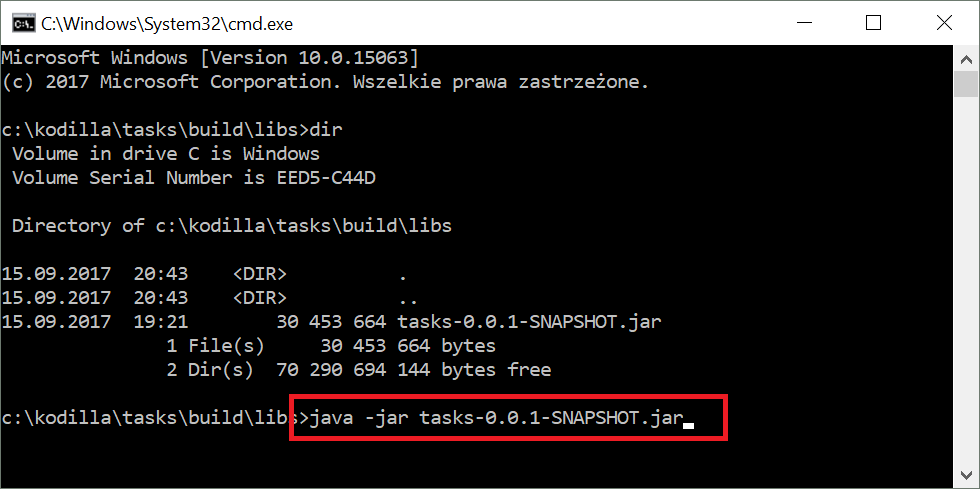 C:\Windows\System32\cmd.exe
Microsoft Windows [Version 10.0.15063]
(c) 2017 Microsoft Corporation. Wszelkie prawa zastrzeżone.
c:\kodilla\tasks\build\libs>dir
Volume in drive C is Windows
Volume Serial Number is EED5-C44D
Directory of c:\kodilla\tasks\build\libs
15.09.2017  20:43    <DIR>          .
15.09.2017  20:43    <DIR>          ..
15.09.2017  19:21        30 453 664 tasks-0.0.1-SNAPSHOT.jar
1 File(s)     30 453 664 bytes
2 Dir(s)  70 290 694 144 bytes free
c:\kodilla\tasks\build\libs>java -jar tasks-0.0.1-SNAPSHOT.jar